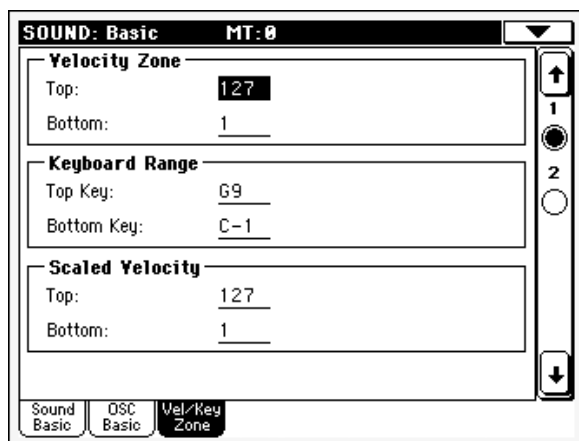 SOUND: Basic MT:0
Velocity Zone
Top: 127
Bottom: 1
Keyboard Range
Top Key: G9
Bottom Key: C-1
Scaled Velocity
Top: 127
Bottom: 1
1
2
Sound Basic
OSC Basic
Vel/Key Zone